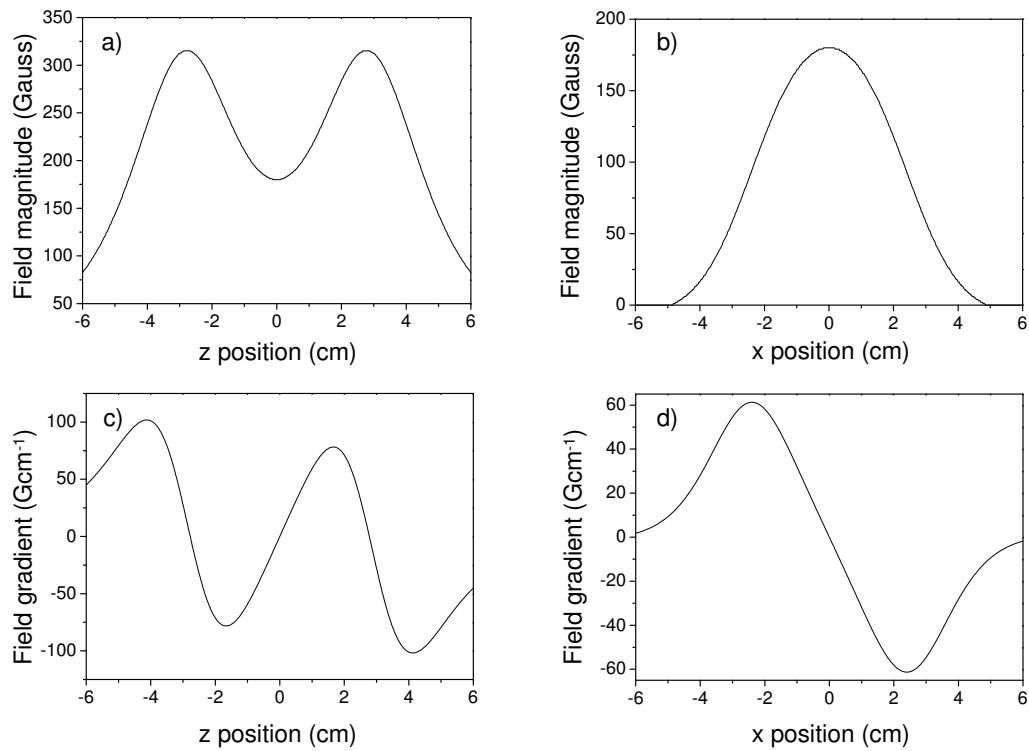 a)
Field magnitude (Gauss)
350
300
250
200
150
100
50
-6 -4 -2 0 2 4 6
z position (cm)
b)
Field magnitude (Gauss)
200
150
100
50
0
-6 -4 -2 0 2 4 6
x position (cm)
c)
Field gradient (Gcm⁻¹)
100
50
0
-50
-100
-6 -4 -2 0 2 4 6
z position (cm)
d)
Field gradient (Gcm⁻¹)
60
40
20
0
-20
-40
-60
-6 -4 -2 0 2 4 6
x position (cm)